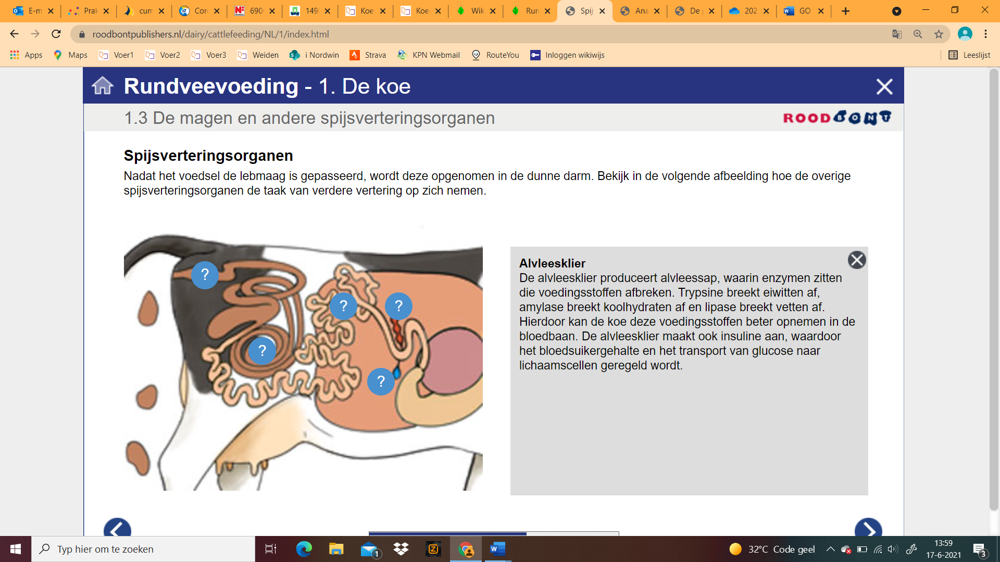 E-m
Prak
cum
Core
690
149
Koe
Koe
Wik
Run
Spij
Ana
De
202
GO
roodbontpublishers.nl/dairy/cattlefeeding/NL/1/index.html
Apps
Maps
Voer1
Voer2
Voer3
Weiden
i Nordwin
Strava
KPN Webmail
RouteYou
Inloggen wikiwijs
Leeslijst
Rundveevoeding - 1. De koe
1.3 De magen en andere spijsverteringsorganen
ROODBONT
Spijsverteringsorganen
Nadat het voedsel de lebmaag is gepasseerd, wordt deze opgenomen in de dunne darm. Bekijk in de volgende afbeelding hoe de overige
spijsverteringsorganen de taak van verdere vertering op zich nemen.
?
?
?
?
?
Alvleesklier
De alvleesklier produceert alvleessap, waarin enzymen zitten
die voedingsstoffen afbreken. Trypsine breekt eiwitten af,
amylase breekt koolhydraten af en lipase breekt vetten af.
Hierdoor kan de koe deze voedingsstoffen beter opnemen in de
bloedbaan. De alvleesklier maakt ook insuline aan, waardoor
het bloedsuikergehalte en het transport van glucose naar
lichaamscellen geregeld wordt.
Typ hier om te zoeken
1
32°C Code geel
13:59
17-6-2021
3